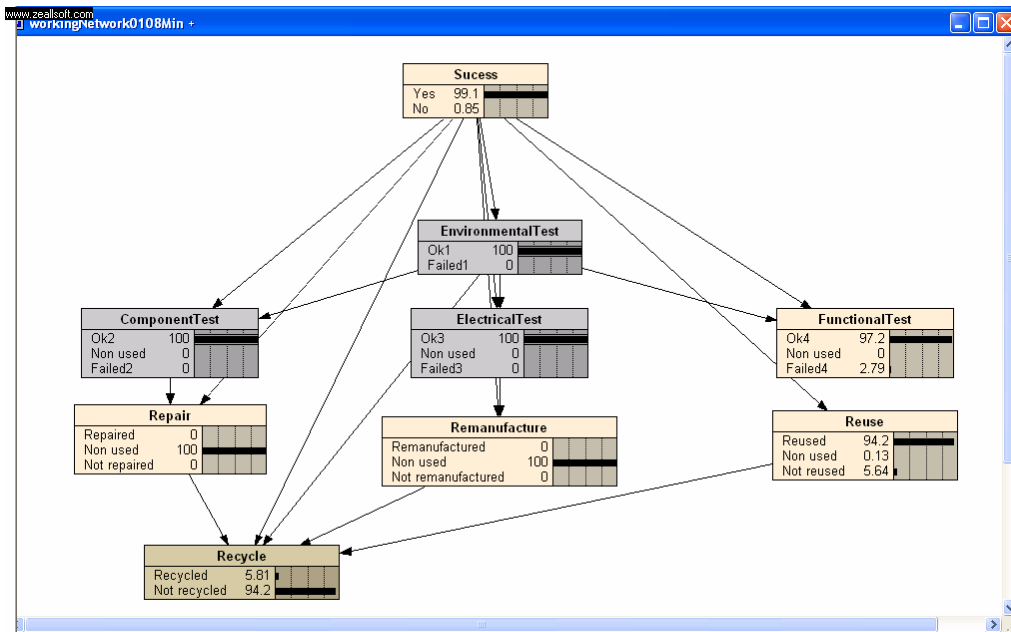 www.zeallsoft.com
workingNetwork0108Min +
Sucess
Yes 99.1
No 0.85
EnvironmentalTest
Ok1 100
Failed1 0
ComponentTest
Ok2 100
Non used 0
Failed2 0
ElectricalTest
Ok3 100
Non used 0
Failed3 0
FunctionalTest
Ok4 97.2
Non used 0
Failed4 2.79
Repair
Repaired 0
Non used 100
Not repaired 0
Remanufacture
Remanufactured 0
Non used 100
Not remanufactured 0
Reuse
Reused 94.2
Non used 0.13
Not reused 5.64
Recycle
Recycled 5.81
Not recycled 94.2